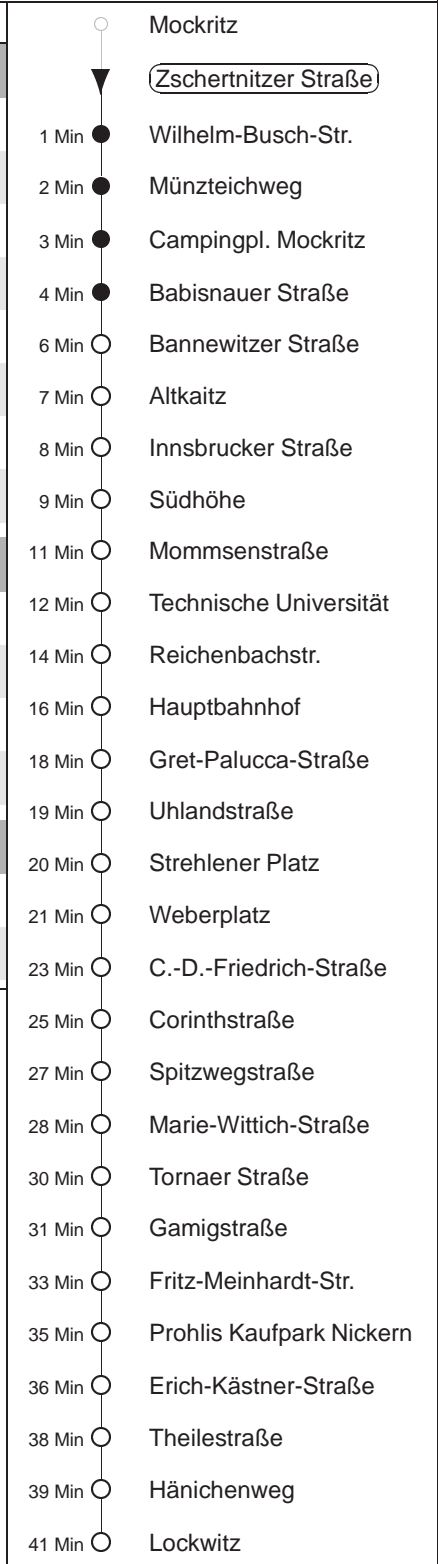 Mockritz
Zschertnitzer Straße
1 Min Wilhelm-Busch-Str.
2 Min Münzteichweg
3 Min Campingpl. Mockritz
4 Min Babisnauer Straße
6 Min Bannewitzer Straße
7 Min Altkaitz
8 Min Innsbrucker Straße
9 Min Südhöhe
11 Min Mommsenstraße
12 Min Technische Universität
14 Min Reichenbachstr.
16 Min Hauptbahnhof
18 Min Gret-Palucca-Straße
19 Min Uhlandstraße
20 Min Strehlener Platz
21 Min Weberplatz
23 Min C.-D.-Friedrich-Straße
25 Min Corinthstraße
27 Min Spitzwegstraße
28 Min Marie-Wittich-Straße
30 Min Tornaer Straße
31 Min Gamigstraße
33 Min Fritz-Meinhardt-Str.
35 Min Prohlis Kaufpark Nickern
36 Min Erich-Kästner-Straße
38 Min Theilestraße
39 Min Hänichenweg
41 Min Lockwitz